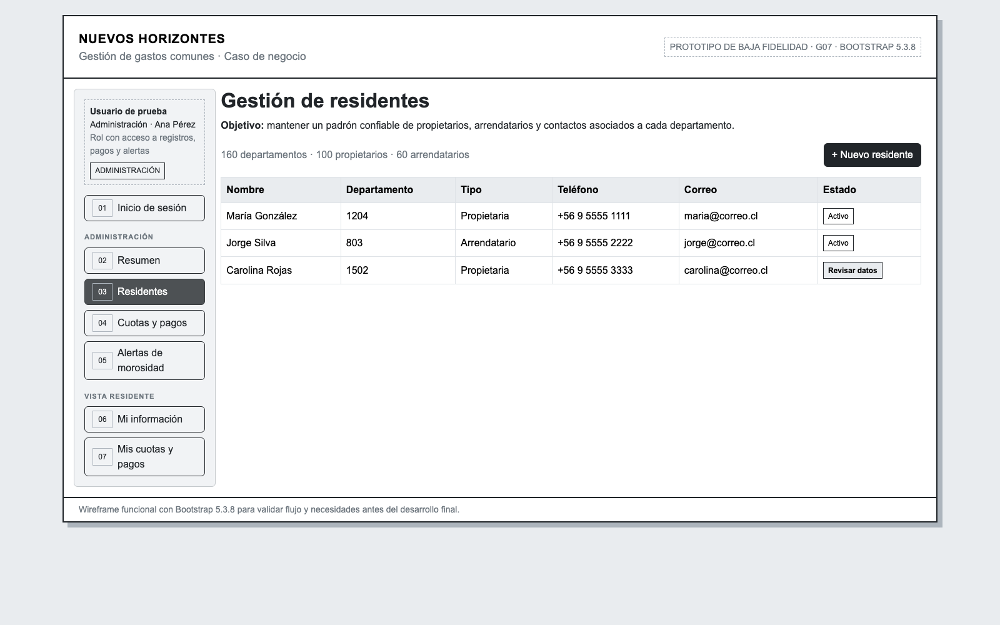 NUEVOS HORIZONTES
Gestión de gastos comunes · Caso de negocio
PROTOTIPO DE BAJA FIDELIDAD · G07 · BOOTSTRAP 5.3.8
Usuario de prueba
Administración · Ana Pérez
Rol con acceso a registros,
pagos y alertas
ADMINISTRACIÓN
01 Inicio de sesión
ADMINISTRACIÓN
02 Resumen
03 Residentes
04 Cuotas y pagos
05 Alertas de
morosidad
VISTA RESIDENTE
06 Mi información
07 Mis cuotas y
pagos
Gestión de residentes
Objetivo: mantener un padrón confiable de propietarios, arrendatarios y contactos asociados a cada departamento.
160 departamentos · 100 propietarios · 60 arrendatarios
+ Nuevo residente
Nombre Departamento Tipo Teléfono Correo Estado
María González 1204 Propietaria +56 9 5555 1111 maria@correo.cl Activo
Jorge Silva 803 Arrendatario +56 9 5555 2222 jorge@correo.cl Activo
Carolina Rojas 1502 Propietaria +56 9 5555 3333 carolina@correo.cl Revisar datos
Wireframe funcional con Bootstrap 5.3.8 para validar flujo y necesidades antes del desarrollo final.